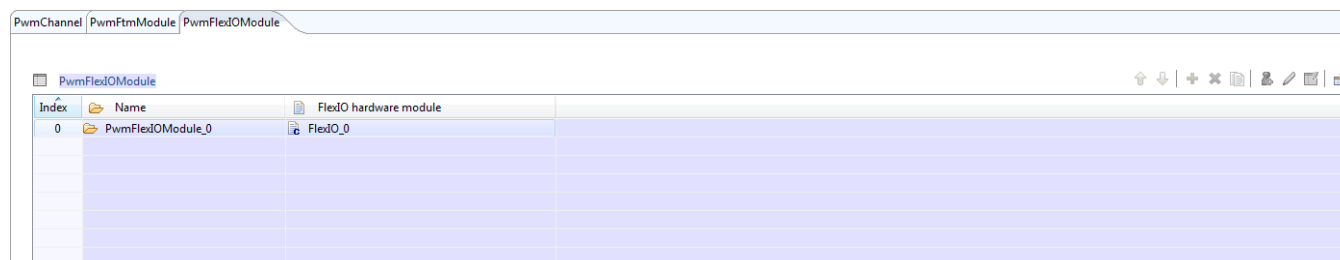 PwmChannel PwmFtmModule PwmFlexIOModule
PwmFlexIOModule
Index Name FlexIO hardware module
0 PwmFlexIOModule_0 FlexIO_0